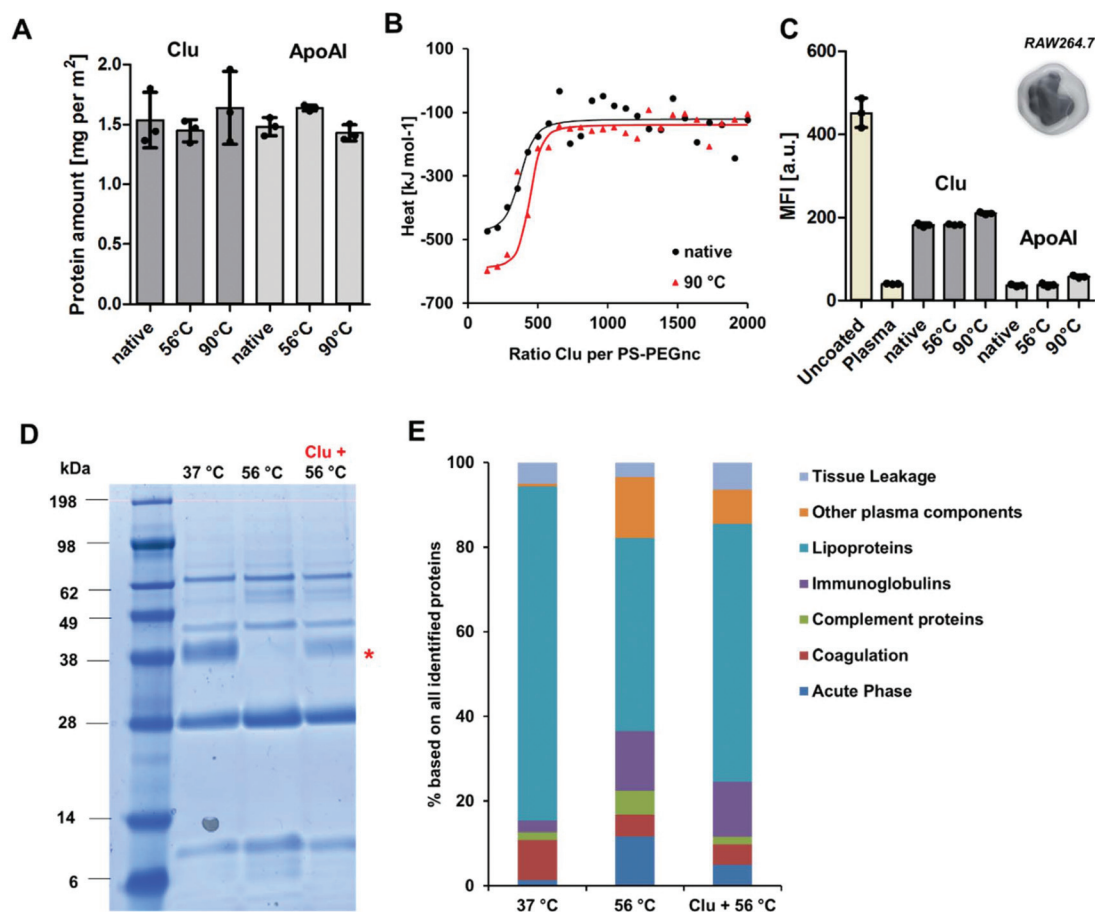 A
Clu
ApoAI
Protein amount [mg per m2]
2.0
1.5
1.0
0.5
0.0
native
56°C
90°C
native
56°C
90°C
B
Heat [kJ mol-1]
100
-100
-300
-500
-700
0
500
1000
1500
2000
native
90 °C
Ratio Clu per PS-PEGnc
C
RAW264.7
MFI [a.u.]
600
400
200
0
Clu
ApoAI
Uncoated
Plasma
native
56°C
90°C
native
56°C
90°C
D
kDa
37 °C
56 °C
Clu +
56 °C
198
98
62
49
38
28
14
6
*
E
% based on all identified proteins
100
80
60
40
20
0
37 °C
56 °C
Clu + 56 °C
Tissue Leakage
Other plasma components
Lipoproteins
Immunoglobulins
Complement proteins
Coagulation
Acute Phase